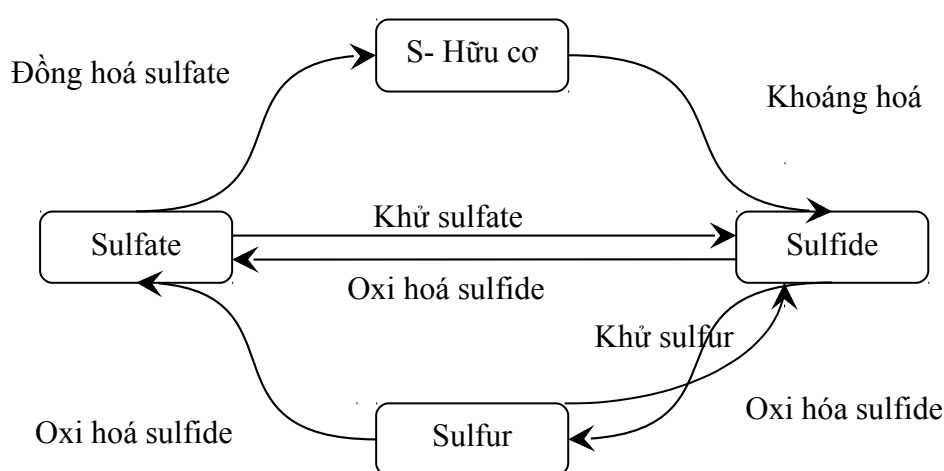 S- Hữu cơ
Đồng hoá sulfate
Khoáng hoá
Khử sulfate
Sulfate
Sulfide
Oxi hoá sulfide
Khử sulfur
Oxi hóa sulfide
Oxi hoá sulfide
Sulfur